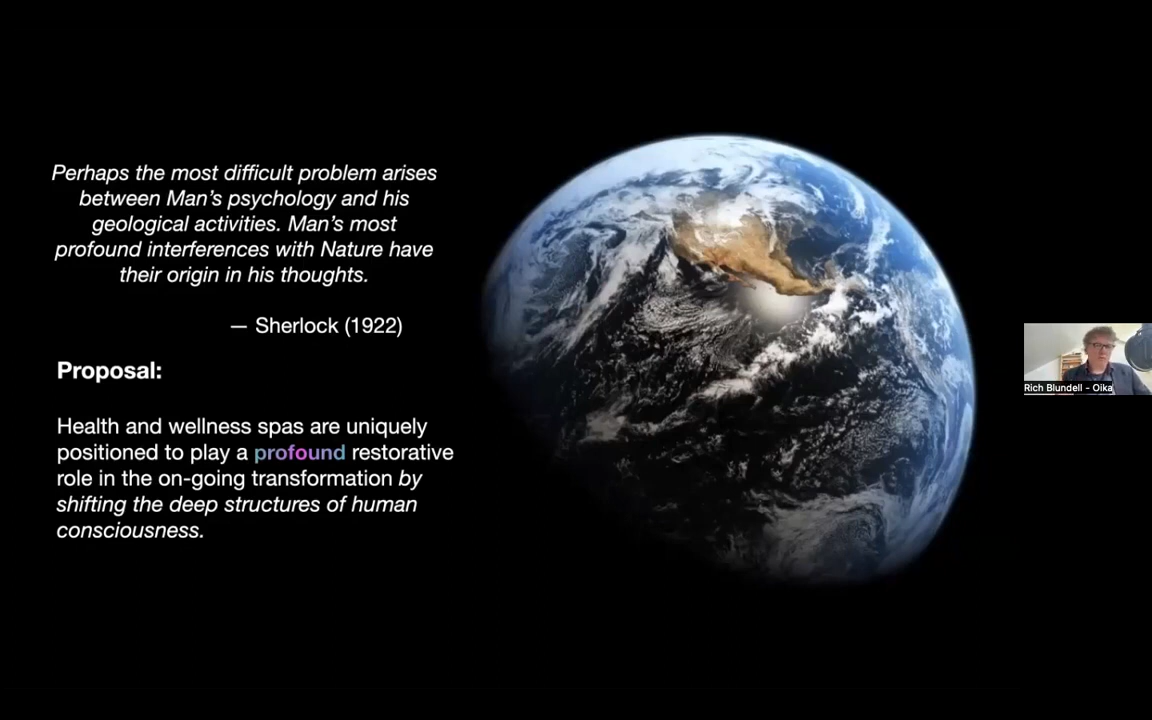 Perhaps the most difficult problem arises
between Man's psychology and his
geological activities. Man's most
profound interferences with Nature have
their origin in his thoughts.
— Sherlock (1922)
Proposal:
Health and wellness spas are uniquely
positioned to play a profound restorative
role in the on-going transformation by
shifting the deep structures of human
consciousness.
Rich Blundell - Oika